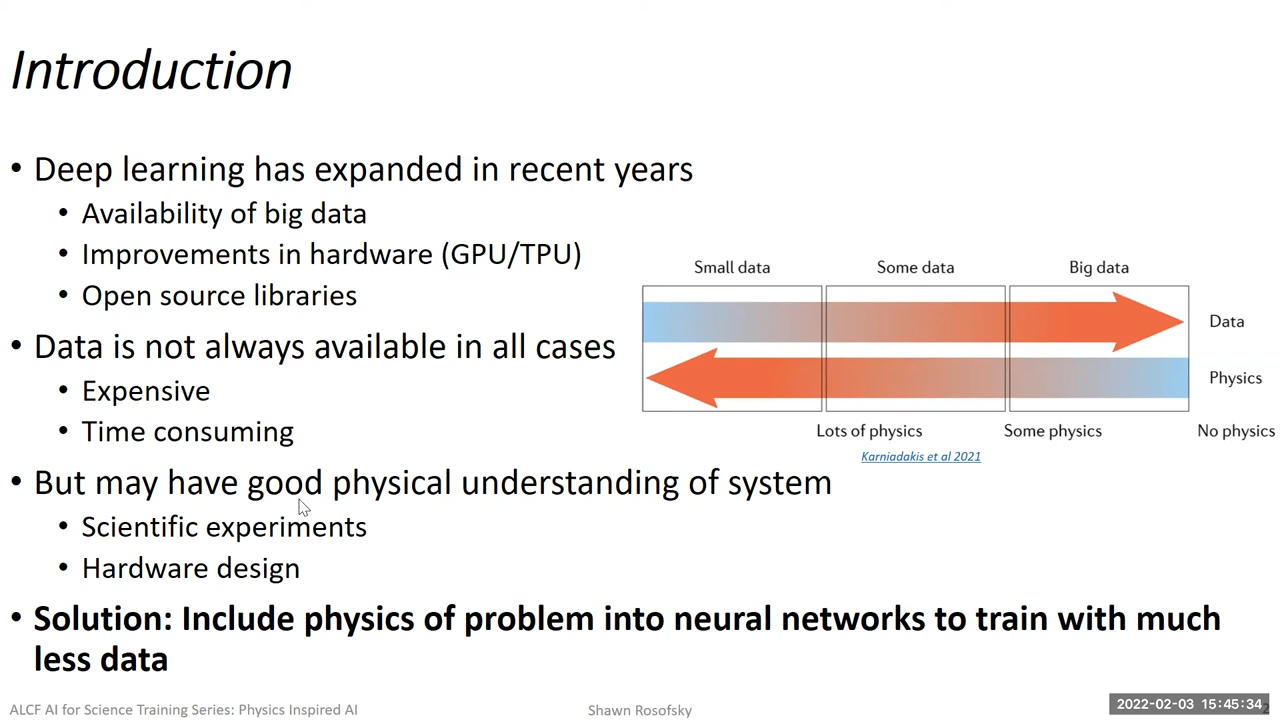 Introduction
• Deep learning has expanded in recent years
• Availability of big data
• Improvements in hardware (GPU/TPU)
• Open source libraries
• Data is not always available in all cases
• Expensive
• Time consuming
• But may have good physical understanding of system
• Scientific experiments
• Hardware design
• Solution: Include physics of problem into neural networks to train with much
less data
Small data Some data Big data
Data
Physics
Lots of physics Some physics No physics
Karniadakis et al 2021
ALCF AI for Science Training Series: Physics Inspired AI Shawn Rosofsky 2022-02-03 15:45:34 2